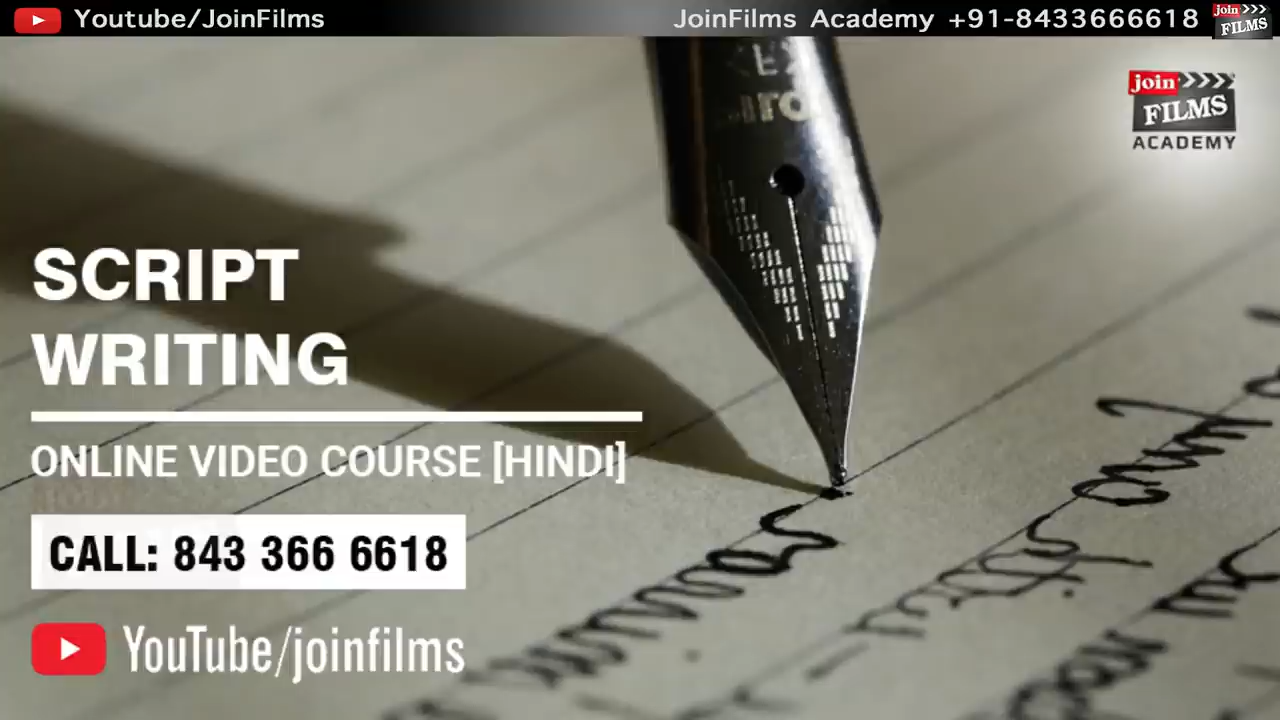 Youtube/JoinFilms
JoinFilms Academy +91-8433666618
join
FILMS
join
FILMS
ACADEMY
SCRIPT
WRITING
ONLINE VIDEO COURSE [HINDI]
CALL: 843 366 6618
YouTube/joinfilms